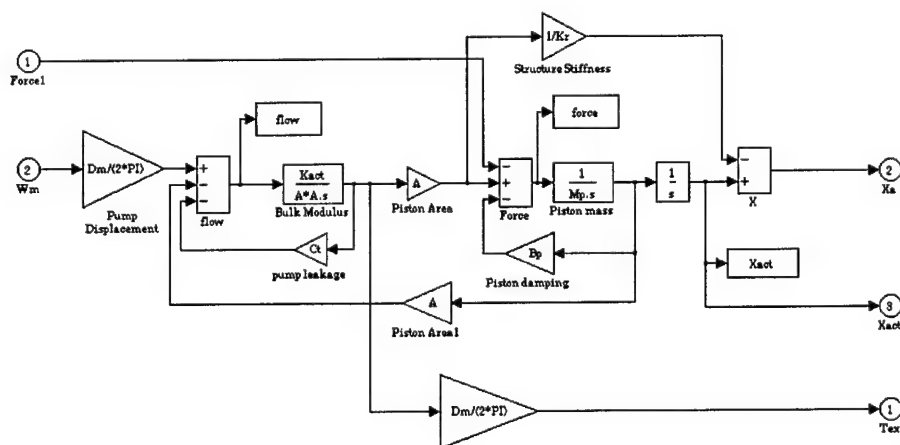 1/Kr
Structure Stiffness
1
Force1
flow
force
2
Wm
Dm/(2*PI)
Pump
Displacement
+
−
−
flow
Kact
A*A.s
Bulk Modulus
A
Piston Area
−
+
−
Force
1
Mp.s
Piston mass
1
s
−
+
X
2
Xa
Ct
pump leakage
Bp
Piston damping
Xact
A
Piston Area1
3
Xact
Dm/(2*PI)
1
Tex